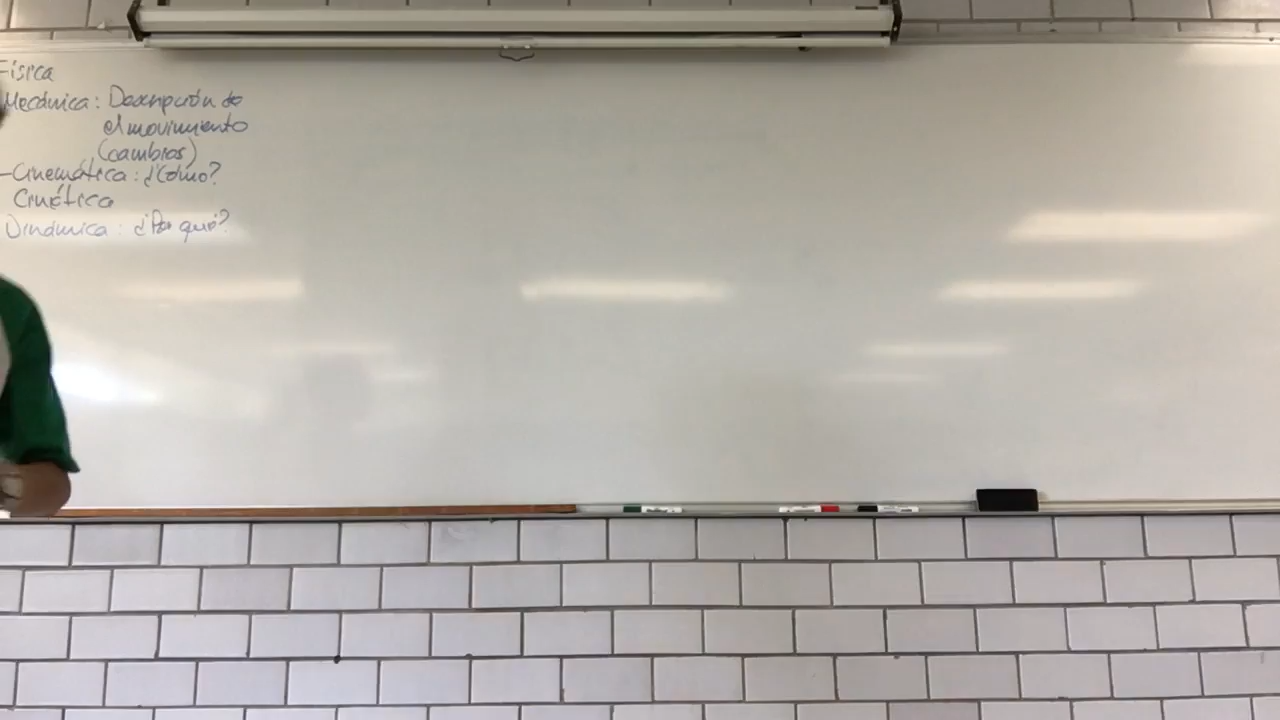 Física
Mecánica: Descripción de
el movimiento
(cambios)
-Cinemática: ¿Cómo?
Cinética
Dinámica: ¿Por qué?